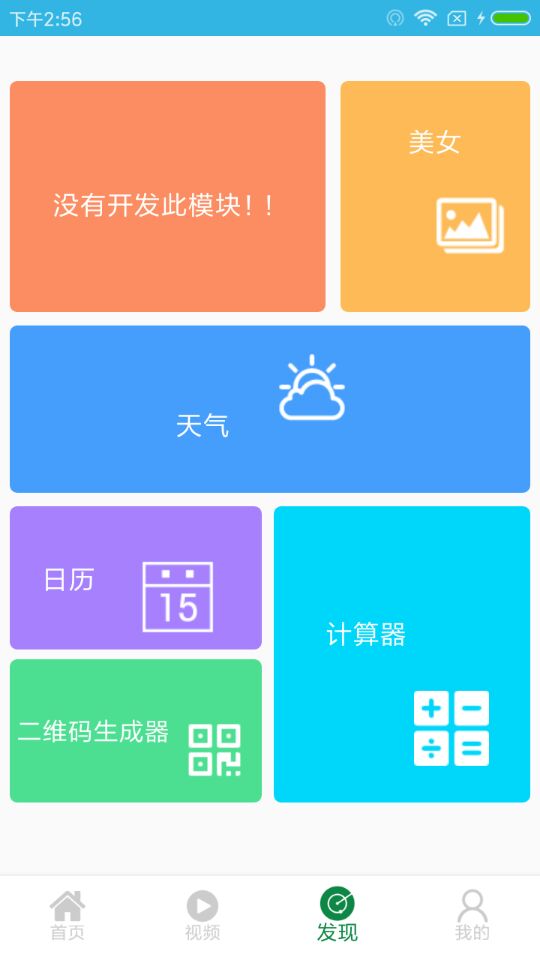 下午2:56
没有开发此模块！！
美女
天气
日历
15
计算器
二维码生成器
首页
视频
发现
我的